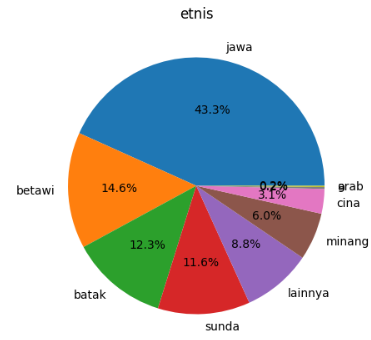 etnis
jawa
43.3%
betawi
14.6%
0.2%
arab
3.1%
cina
6.0%
minang
12.3%
8.8%
11.6%
batak
lainnya
sunda